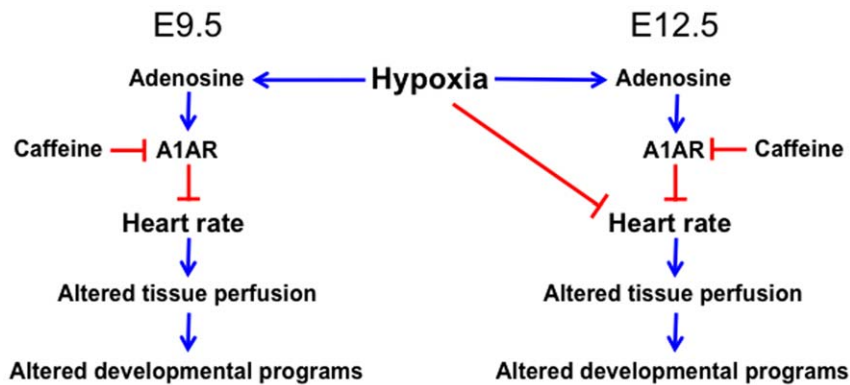 E9.5 E12.5
Adenosine Hypoxia Adenosine
Caffeine A1AR A1AR Caffeine
Heart rate Heart rate
Altered tissue perfusion Altered tissue perfusion
Altered developmental programs Altered developmental programs